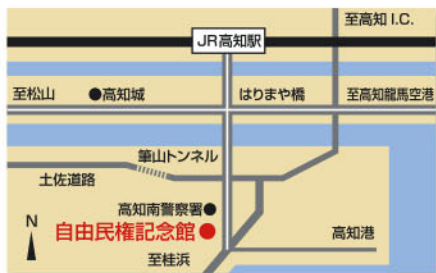 至高知I.C.
JR高知駅
至松山
●高知城
はりまや橋
至高知龍馬空港
筆山トンネル
土佐道路
高知南警察署●
N
自由民権記念館●
高知港
至桂浜